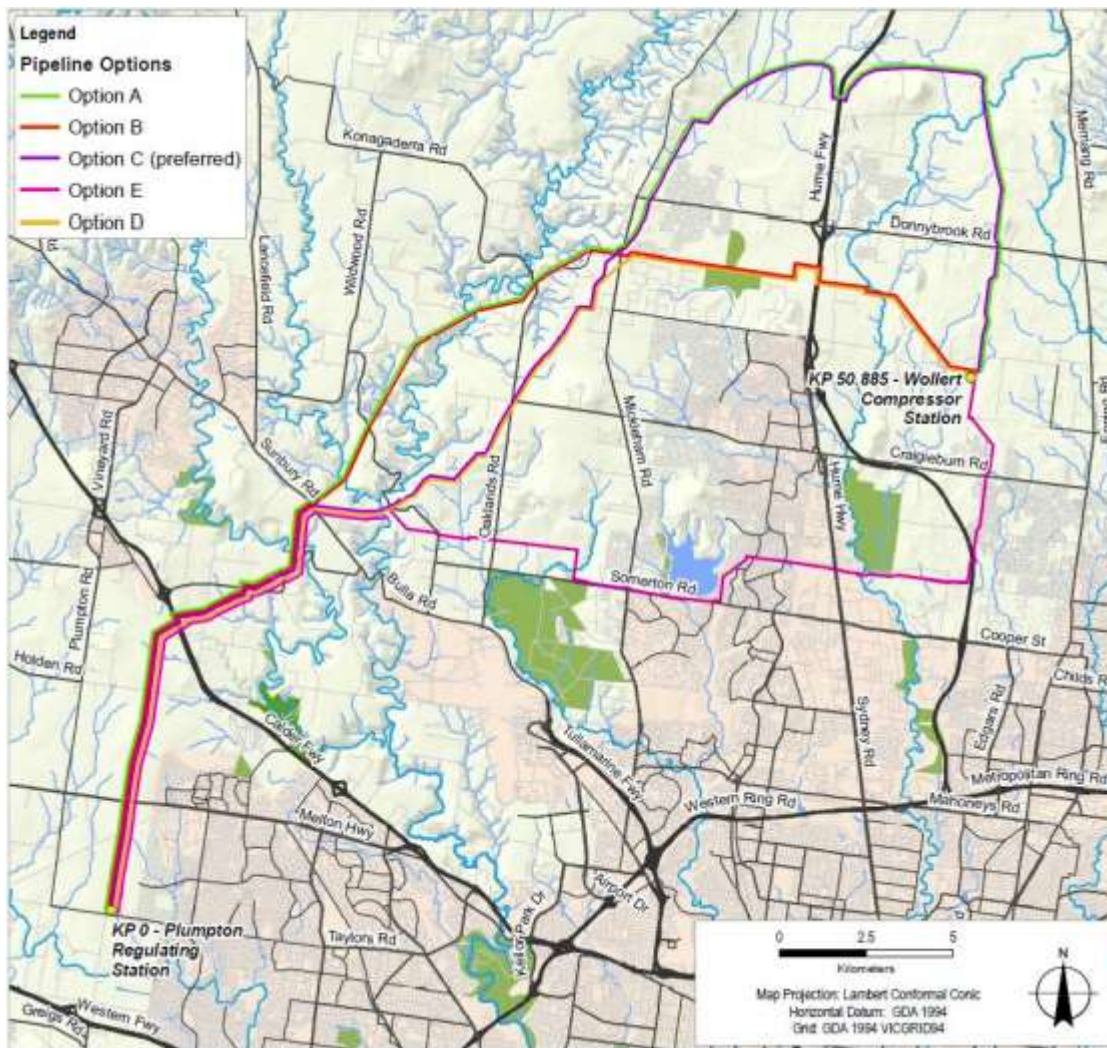 Legend
Pipeline Options
Option A
Option B
Option C (preferred)
Option E
Option D
Konagaderra Rd
Hume Fwy
Merriang Rd
Donnybrook Rd
Wildwood Rd
Lancefield Rd
Rd
KP 50.885 - Wollert
Compressor
Station
Mickleham Rd
Vineyard Rd
Sunbury Rd
Oaklands Rd
Craigieburn Rd
Hume Hwy
Plumpton Rd
Bulla Rd
Somerton Rd
Holden Rd
Cooper St
Childs R
Edgars Rd
Sydney Rd
Calder Fwy
Tullamarine Fwy
Western Ring Rd
Metropolitan Ring Rd
Mahoneys Rd
Melton Hwy
Airport Dr
Keilor Park Dr
KP 0 - Plumpton
Regulating
Station
Taylors Rd
Western Fwy
Greigs Rd
0 2.5 5
Kilometers
N
Map Projection: Lambert Conformal Conic
Horizontal Datum: GDA 1994
Grid: GDA 1994 VICGRID94